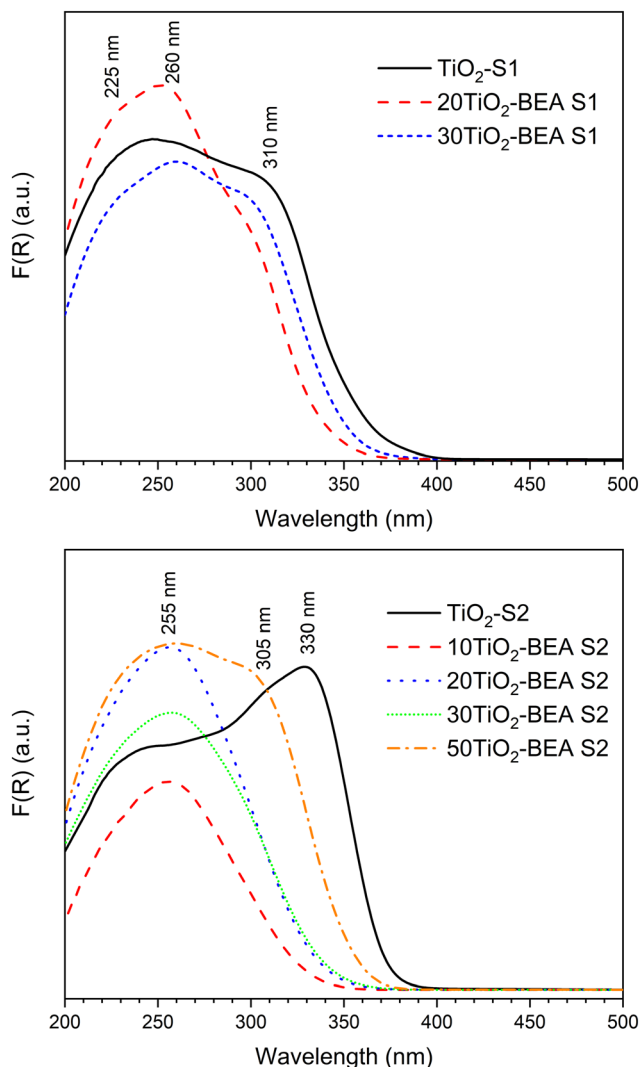 225 nm
260 nm
310 nm
TiO₂-S1
20TiO₂-BEA S1
30TiO₂-BEA S1
F(R) (a.u.)
200 250 300 350 400 450 500
Wavelength (nm)
255 nm
305 nm
330 nm
TiO₂-S2
10TiO₂-BEA S2
20TiO₂-BEA S2
30TiO₂-BEA S2
50TiO₂-BEA S2
F(R) (a.u.)
200 250 300 350 400 450 500
Wavelength (nm)